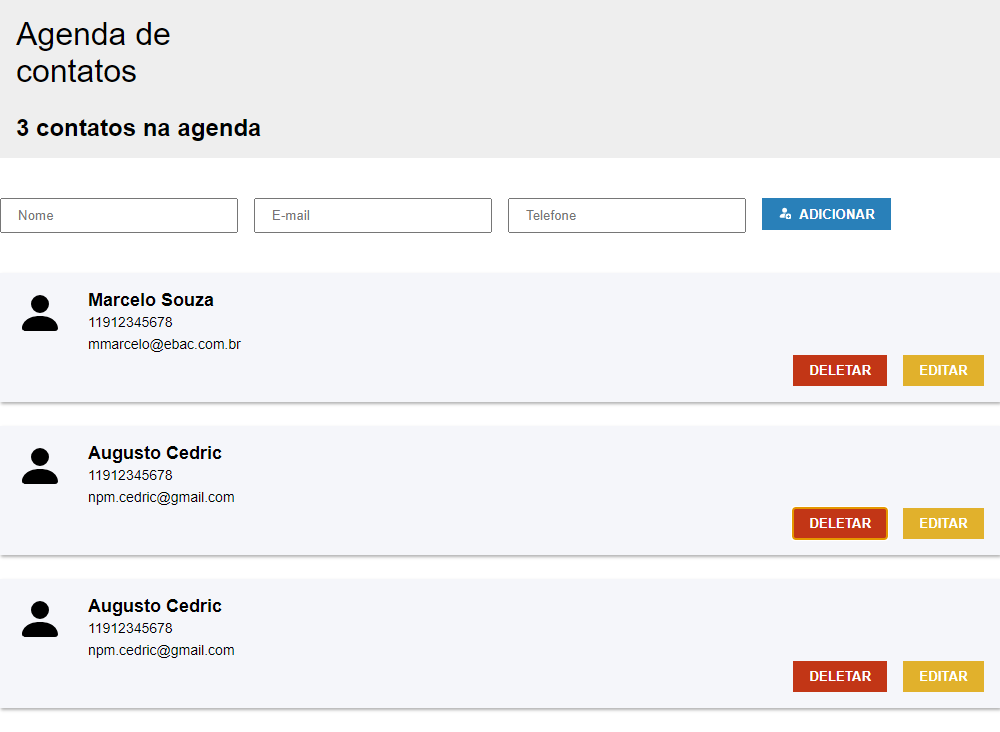 Agenda de
contatos
3 contatos na agenda
Nome E-mail Telefone ADICIONAR
Marcelo Souza
11912345678
mmarcelo@ebac.com.br
DELETAR EDITAR
Augusto Cedric
11912345678
npm.cedric@gmail.com
DELETAR EDITAR
Augusto Cedric
11912345678
npm.cedric@gmail.com
DELETAR EDITAR